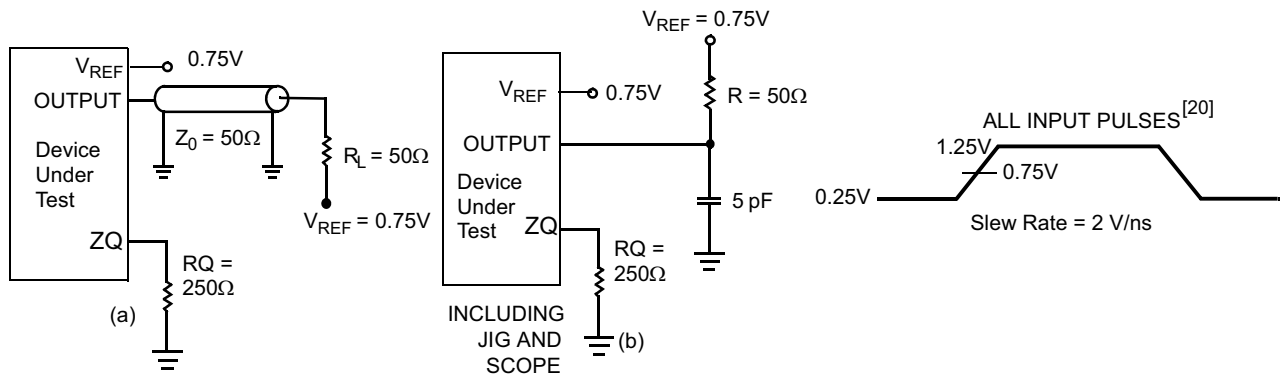 V_REF
0.75V
OUTPUT
Z0 = 50Ω
Device
Under
Test
R_L = 50Ω
V_REF = 0.75V
ZQ
RQ =
250Ω
(a)
V_REF = 0.75V
R = 50Ω
V_REF
0.75V
OUTPUT
Device
Under
Test
5 pF
ZQ
RQ =
250Ω
INCLUDING
JIG AND
SCOPE
(b)
ALL INPUT PULSES[20]
1.25V
0.75V
0.25V
Slew Rate = 2 V/ns